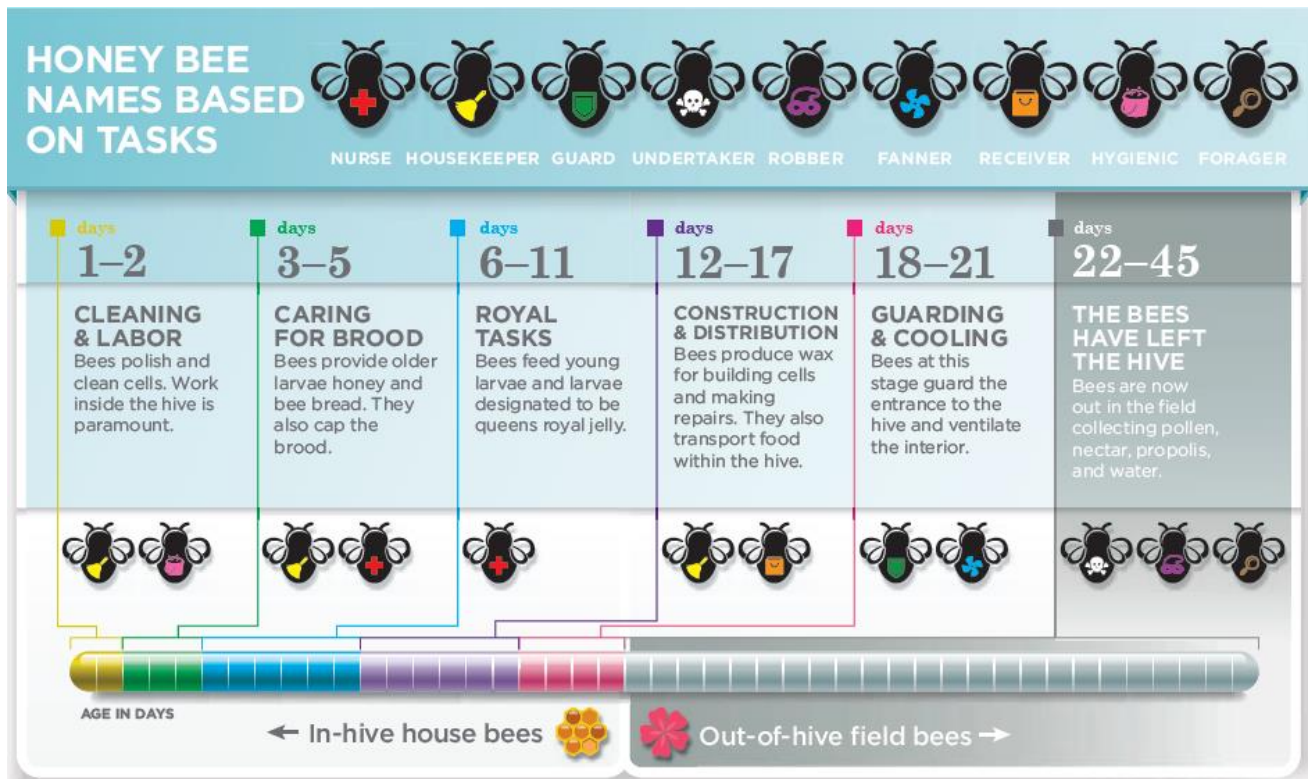 HONEY BEE
NAMES BASED
ON TASKS
NURSE HOUSEKEEPER GUARD UNDERTAKER ROBBER FANNER RECEIVER HYGIENIC FORAGER
days
1–2
CLEANING
& LABOR
Bees polish and
clean cells. Work
inside the hive is
paramount.
days
3–5
CARING
FOR BROOD
Bees provide older
larvae honey and
bee bread. They
also cap the
brood.
days
6–11
ROYAL
TASKS
Bees feed young
larvae and larvae
designated to be
queens royal jelly.
days
12–17
CONSTRUCTION
& DISTRIBUTION
Bees produce wax
for building cells
and making
repairs. They also
transport food
within the hive.
days
18–21
GUARDING
& COOLING
Bees at this
stage guard the
entrance to the
hive and ventilate
the interior.
days
22–45
THE BEES
HAVE LEFT
THE HIVE
Bees are now
out in the field
collecting pollen,
nectar, propolis,
and water.
AGE IN DAYS
← In-hive house bees
Out-of-hive field bees →